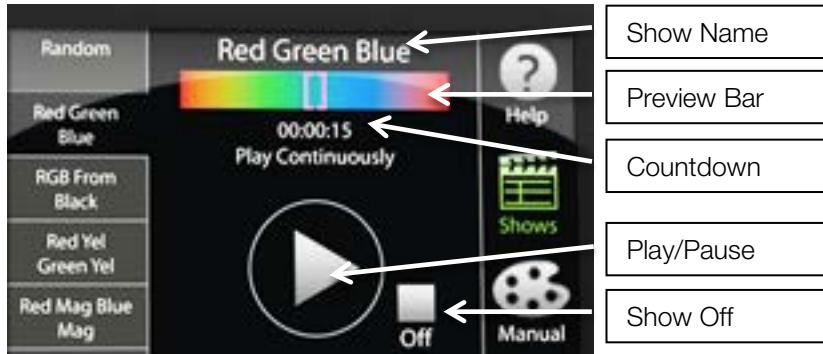 Random
Red Green
Blue
RGB From
Black
Red Yel
Green Yel
Red Mag Blue
Mag
Red Green Blue
00:00:15
Play Continuously
Off
?
Help
Shows
Manual
Show Name
Preview Bar
Countdown
Play/Pause
Show Off